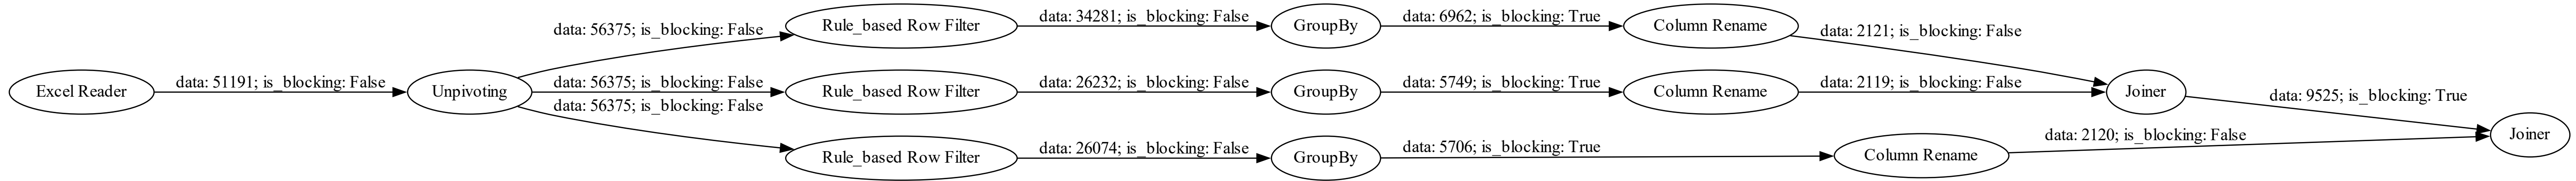 Excel Reader
data: 51191; is_blocking: False
Unpivoting
data: 56375; is_blocking: False
Rule_based Row Filter
data: 34281; is_blocking: False
GroupBy
data: 6962; is_blocking: True
Column Rename
data: 2121; is_blocking: False
data: 56375; is_blocking: False
Rule_based Row Filter
data: 26232; is_blocking: False
GroupBy
data: 5749; is_blocking: True
Column Rename
data: 2119; is_blocking: False
Joiner
data: 9525; is_blocking: True
data: 56375; is_blocking: False
Rule_based Row Filter
data: 26074; is_blocking: False
GroupBy
data: 5706; is_blocking: True
Column Rename
data: 2120; is_blocking: False
Joiner